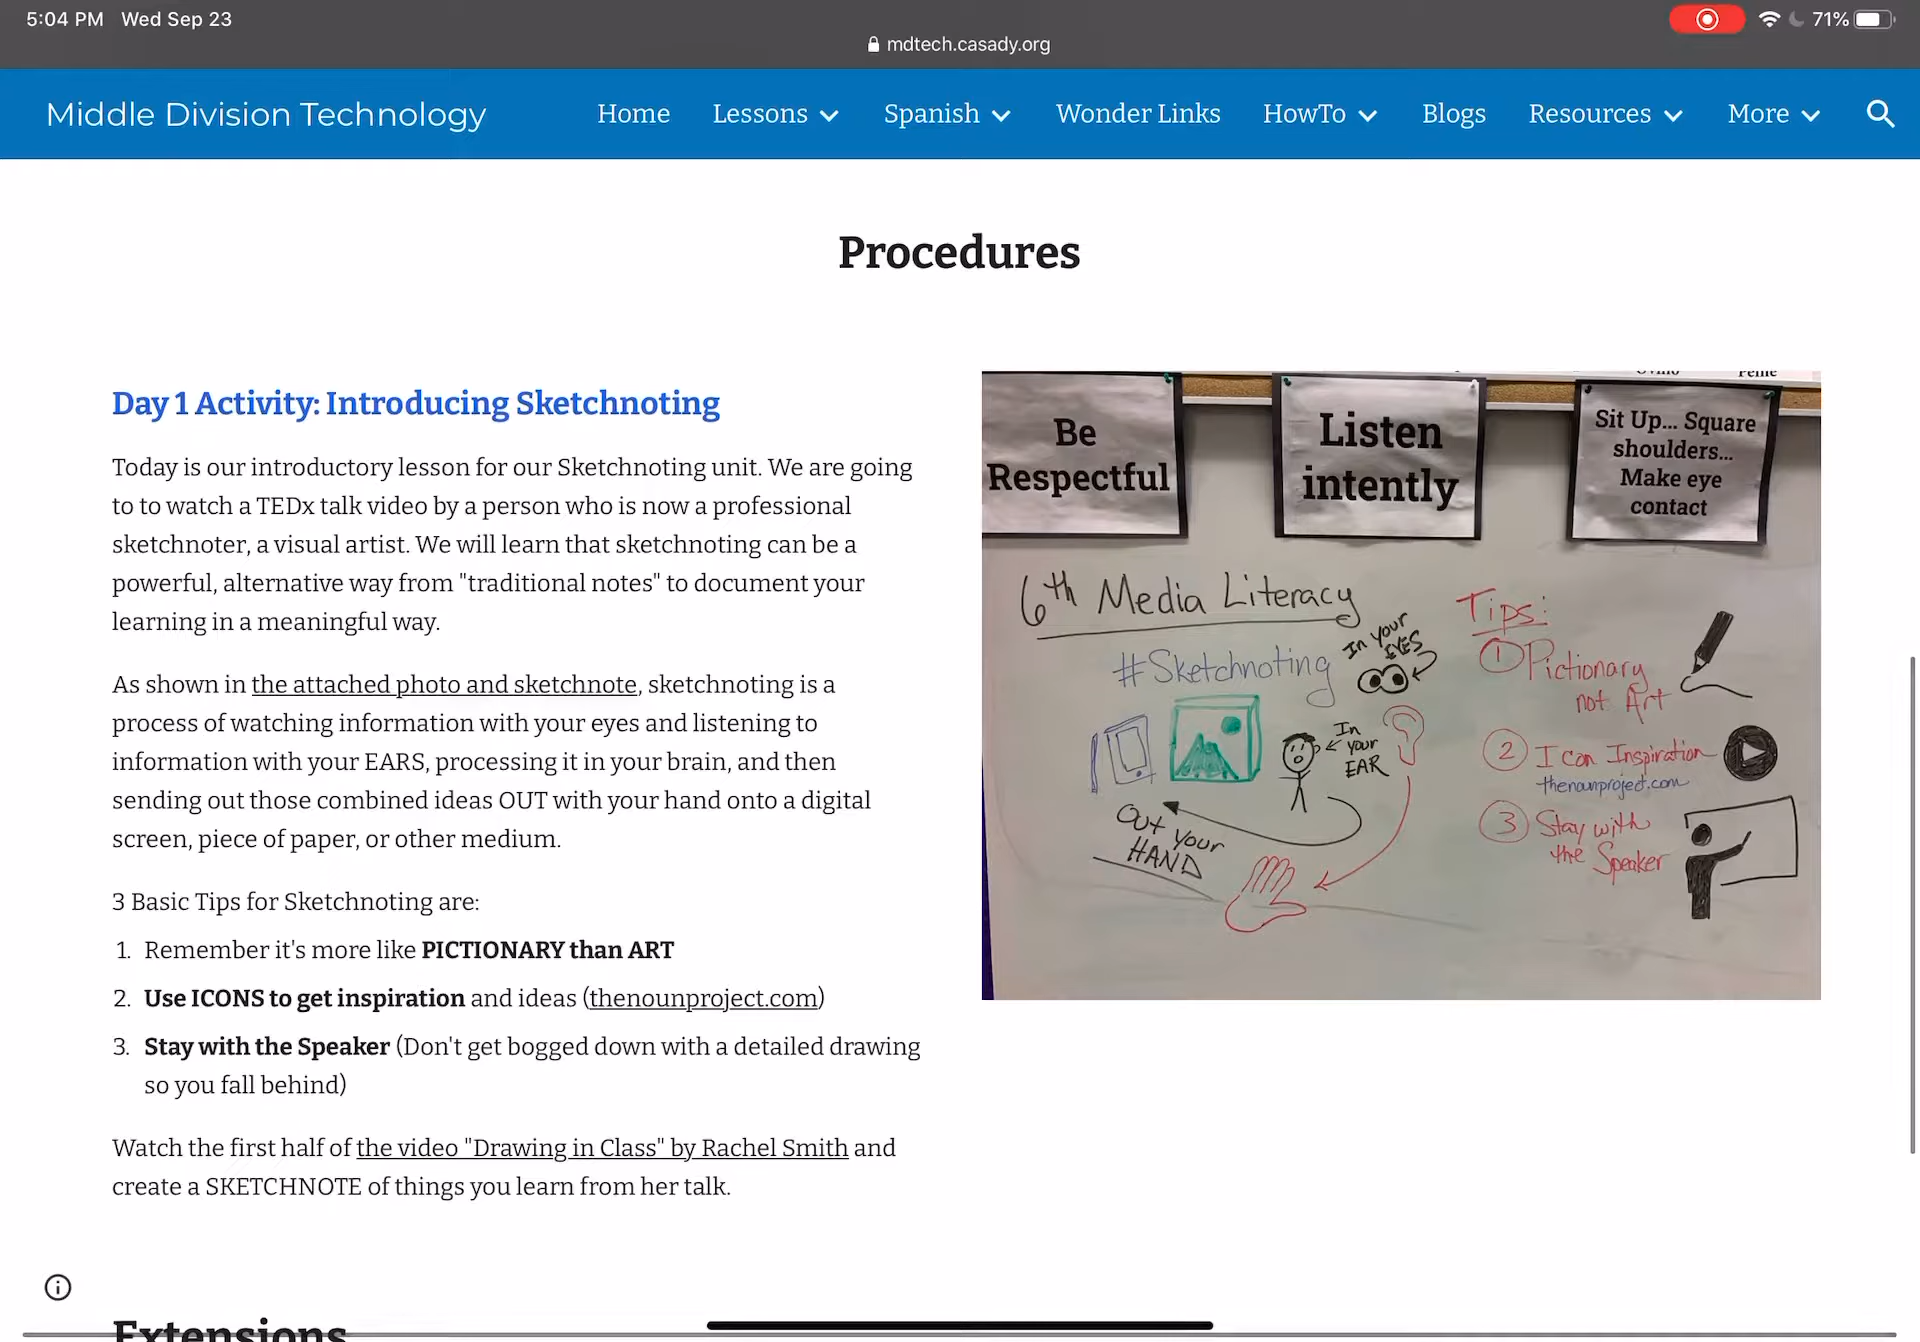 5:04 PM Wed Sep 23
71%
mdtech.casady.org
Middle Division Technology
Home Lessons Spanish Wonder Links HowTo Blogs Resources More
Procedures
Day 1 Activity: Introducing Sketchnoting
Today is our introductory lesson for our Sketchnoting unit. We are going
to to watch a TEDx talk video by a person who is now a professional
sketchnoter, a visual artist. We will learn that sketchnoting can be a
powerful, alternative way from "traditional notes" to document your
learning in a meaningful way.
As shown in the attached photo and sketchnote, sketchnoting is a
process of watching information with your eyes and listening to
information with your EARS, processing it in your brain, and then
sending out those combined ideas OUT with your hand onto a digital
screen, piece of paper, or other medium.
3 Basic Tips for Sketchnoting are:
1. Remember it's more like PICTIONARY than ART
2. Use ICONS to get inspiration and ideas (thenounproject.com)
3. Stay with the Speaker (Don't get bogged down with a detailed drawing
so you fall behind)
Watch the first half of the video "Drawing in Class" by Rachel Smith and
create a SKETCHNOTE of things you learn from her talk.
Be
Respectful
Listen
intently
Sit Up... Square
shoulders...
Make eye
contact
6th Media Literacy
#Sketchnoting
In your
EYES
In
your
EAR
Out your
HAND
Tips:
1 Pictionary
not Art
2 Icon Inspiration
thenounproject.com
3 Stay with
the Speaker
Extensions